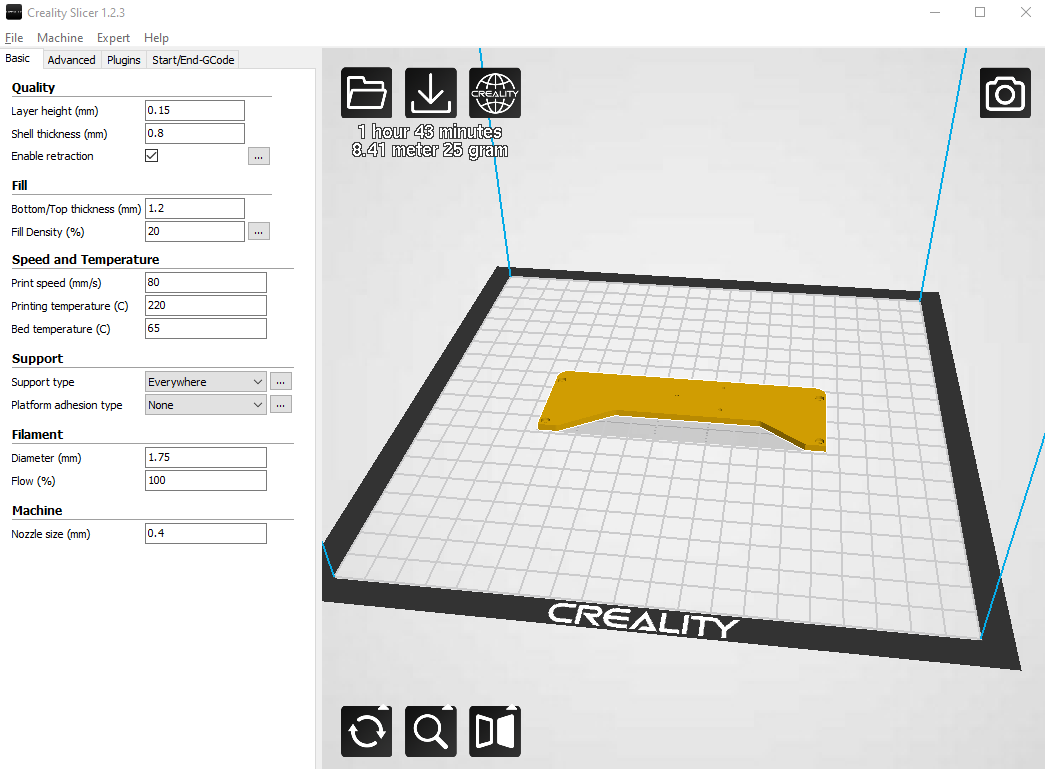 Creality Slicer 1.2.3
File Machine Expert Help
Basic Advanced Plugins Start/End-GCode
Quality
Layer height (mm) 0.15
Shell thickness (mm) 0.8
Enable retraction ...
Fill
Bottom/Top thickness (mm) 1.2
Fill Density (%) 20 ...
Speed and Temperature
Print speed (mm/s) 80
Printing temperature (C) 220
Bed temperature (C) 65
Support
Support type Everywhere ...
Platform adhesion type None ...
Filament
Diameter (mm) 1.75
Flow (%) 100
Machine
Nozzle size (mm) 0.4
CREALITY
1 hour 43 minutes
8.41 meter 25 gram
CREALITY